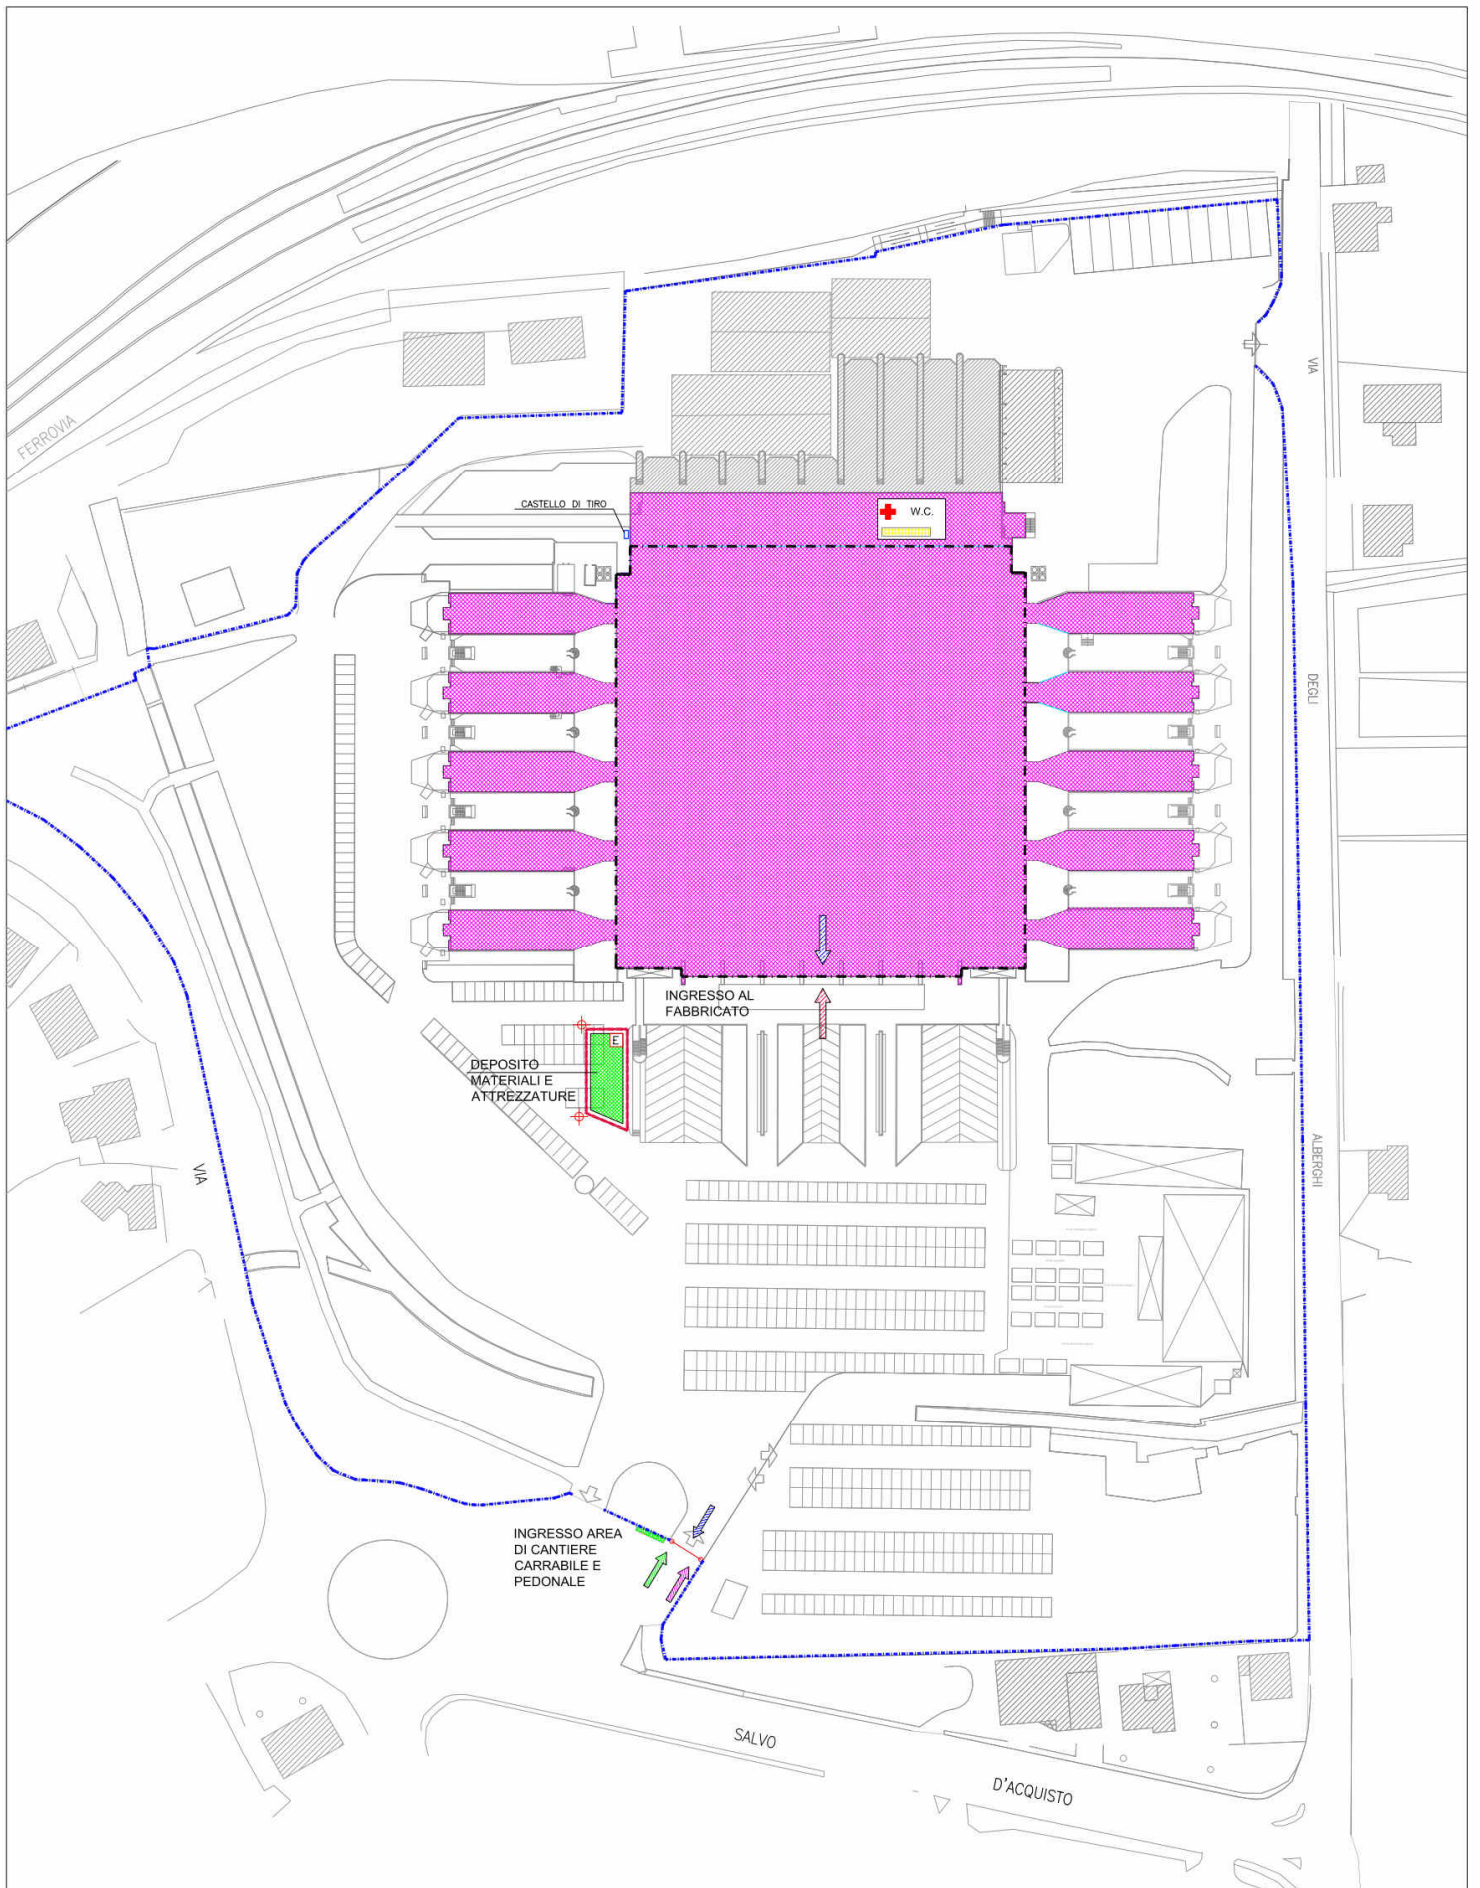 VIA
FERROVIA
CASTELLO DI TIRO
W.C.
DEGLI
INGRESSO AL
FABBRICATO
E
DEPOSITO
MATERIALI E
ATTREZZATURE
ALBERGHI
VIA
INGRESSO AREA
DI CANTIERE
CARRABILE E
PEDONALE
SALVO
D'ACQUISTO